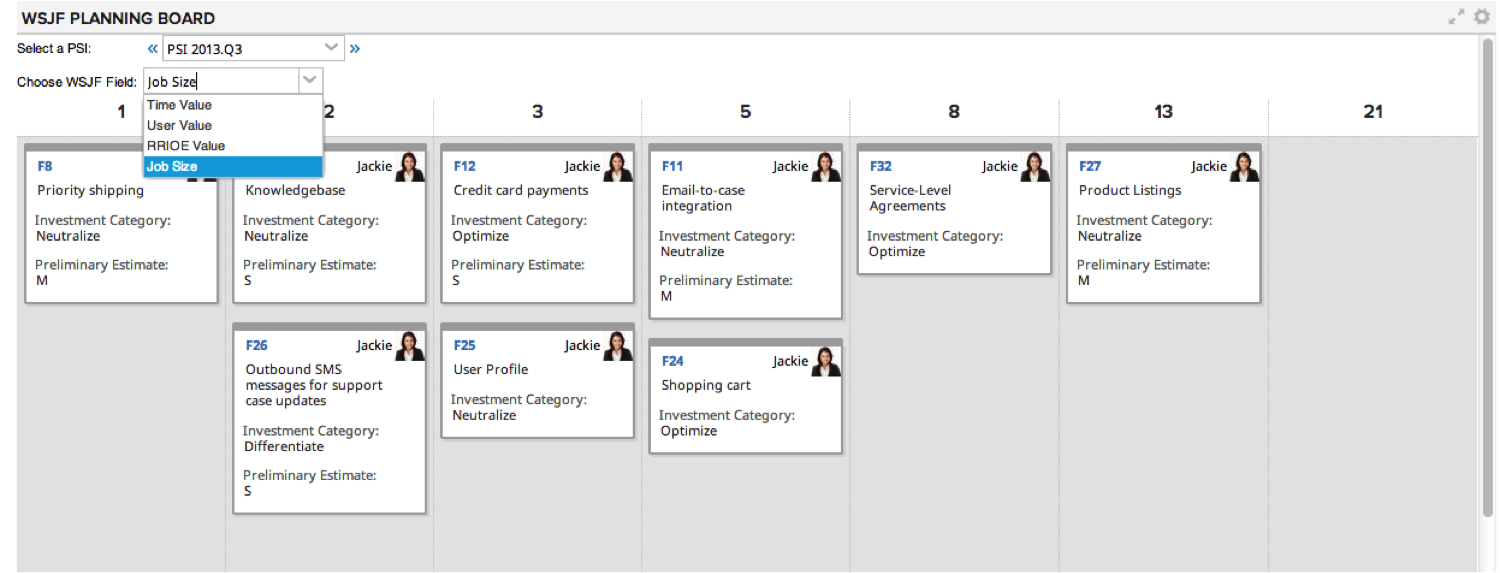 WSJF PLANNING BOARD
Select a PSI: « PSI 2013.Q3 »
Choose WSJF Field: Job Size
Time Value
User Value
RRIOE Value
Job Size
1 2 3 5 8 13 21
F8
Priority shipping
Investment Category:
Neutralize
Preliminary Estimate:
M
Jackie
Knowledgebase
Investment Category:
Neutralize
Preliminary Estimate:
S
F26 Jackie
Outbound SMS
messages for support
case updates
Investment Category:
Differentiate
Preliminary Estimate:
S
F12 Jackie
Credit card payments
Investment Category:
Optimize
Preliminary Estimate:
S
F25 Jackie
User Profile
Investment Category:
Neutralize
F11 Jackie
Email-to-case
integration
Investment Category:
Neutralize
Preliminary Estimate:
M
F24 Jackie
Shopping cart
Investment Category:
Optimize
F32 Jackie
Service-Level
Agreements
Investment Category:
Optimize
F27 Jackie
Product Listings
Investment Category:
Neutralize
Preliminary Estimate:
M